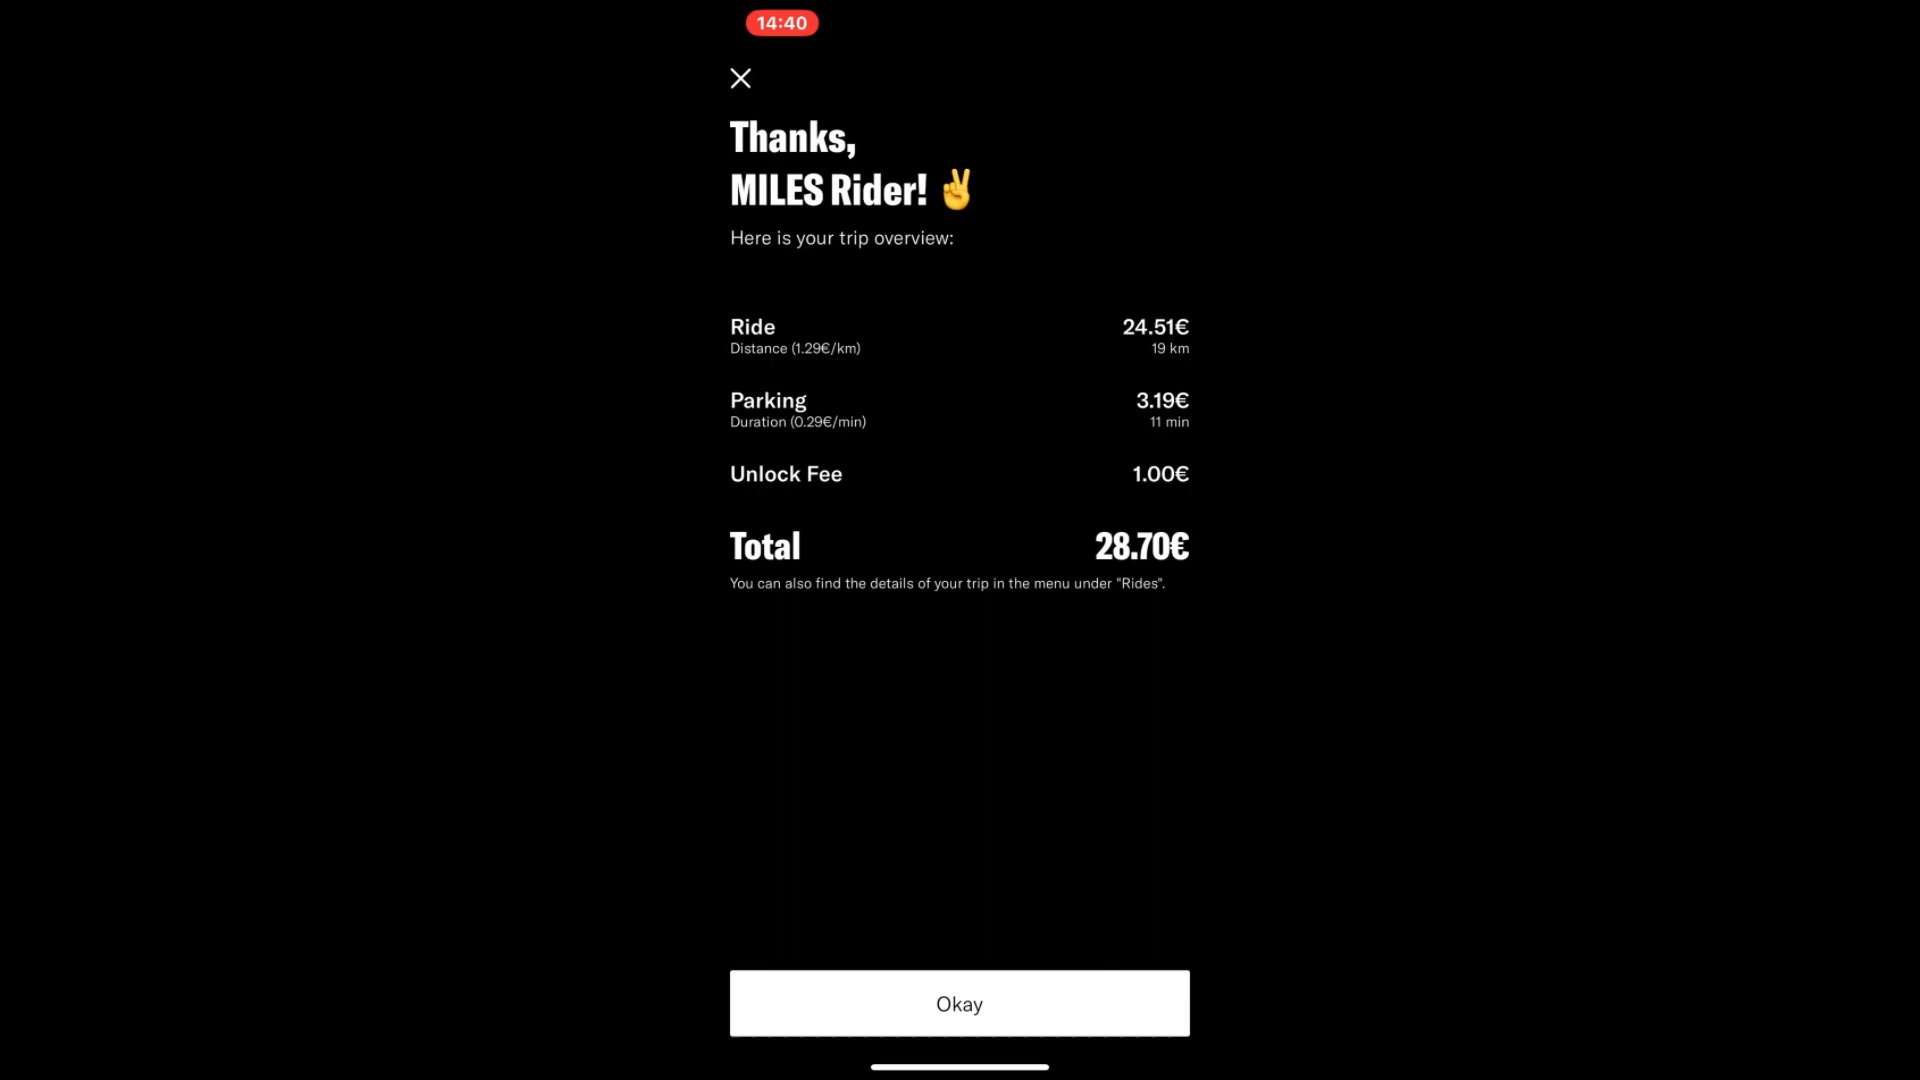 14:40
Thanks,
MILES Rider! ✌
Here is your trip overview:
Ride 24.51€
Distance (1.29€/km) 19 km
Parking 3.19€
Duration (0.29€/min) 11 min
Unlock Fee 1.00€
Total 28.70€
You can also find the details of your trip in the menu under "Rides".
Okay